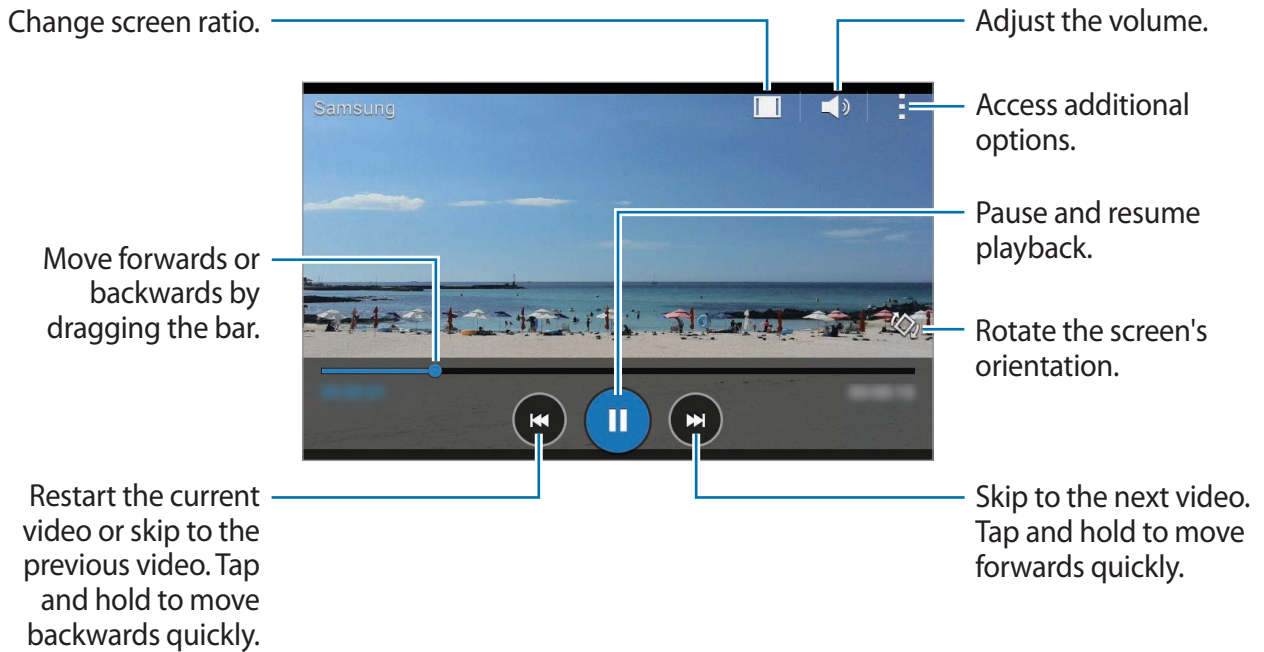 Change screen ratio.
Adjust the volume.
Samsung
Access additional
options.
Pause and resume
playback.
Move forwards or
backwards by
dragging the bar.
Rotate the screen's
orientation.
Restart the current
video or skip to the
previous video. Tap
and hold to move
backwards quickly.
Skip to the next video.
Tap and hold to move
forwards quickly.